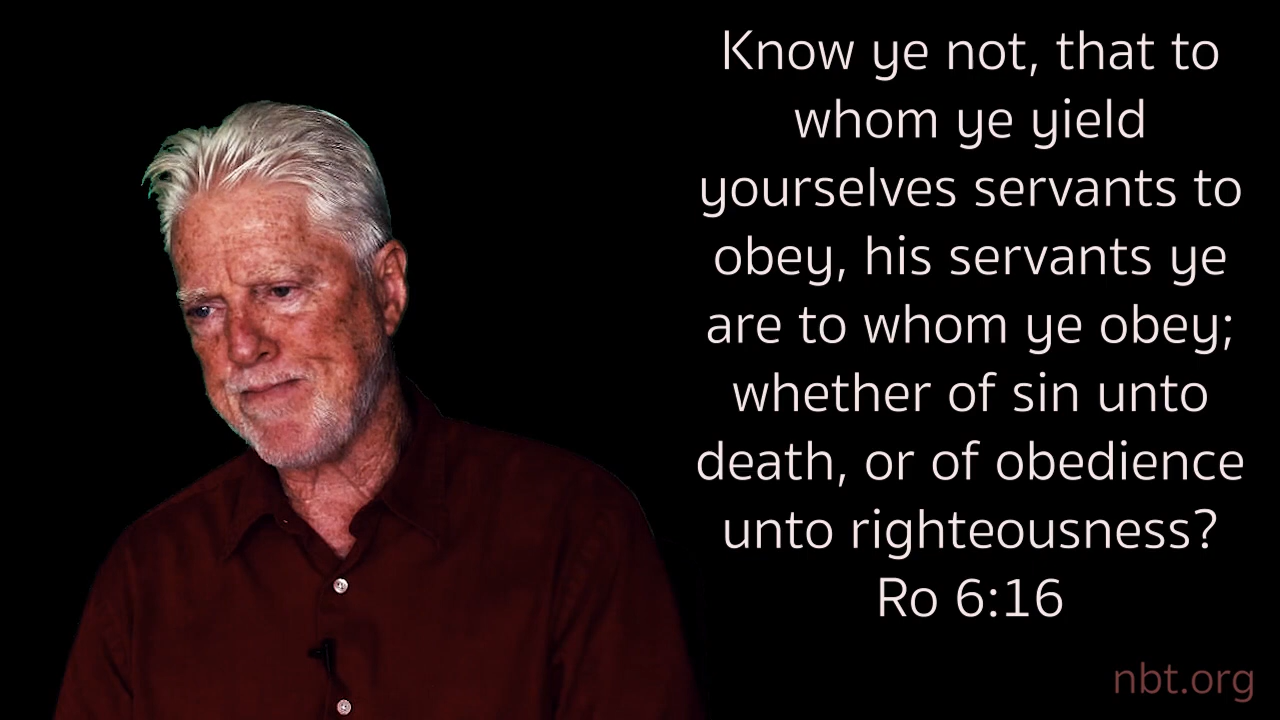 Know ye not, that to
whom ye yield
yourselves servants to
obey, his servants ye
are to whom ye obey;
whether of sin unto
death, or of obedience
unto righteousness?
Ro 6:16
nbt.org